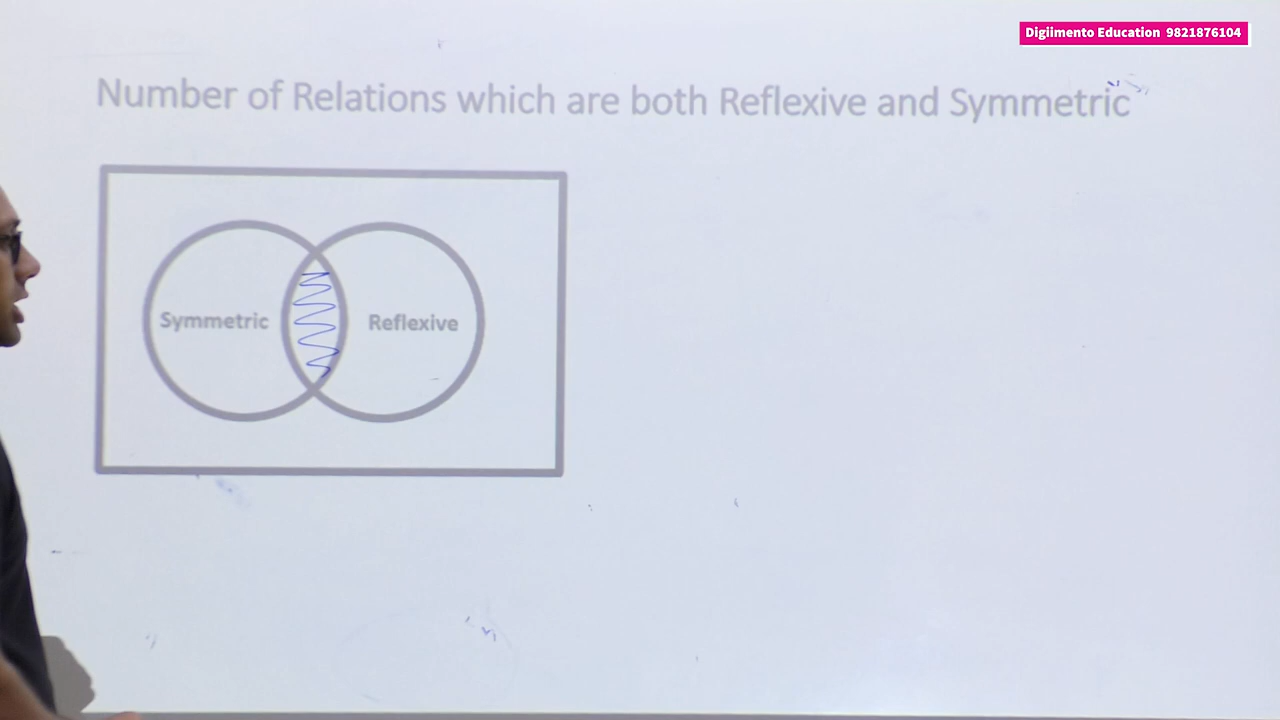 Digiimento Education 9821876104
Number of Relations which are both Reflexive and Symmetric
Symmetric
Reflexive